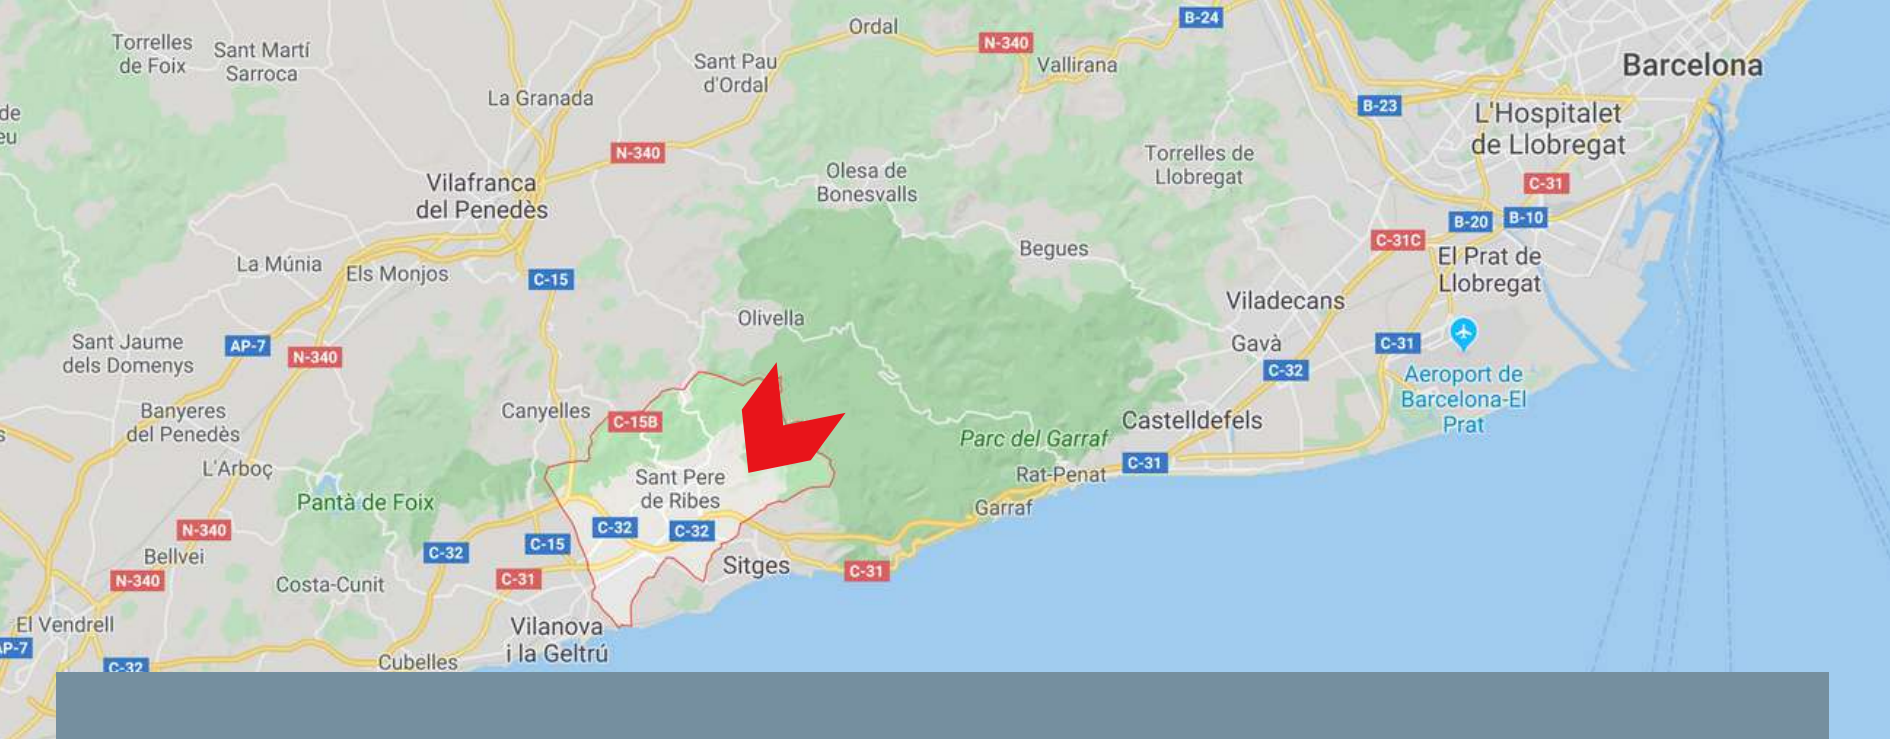 B-24
Ordal
N-340
Torrelles
de Foix
Sant Martí
Sarroca
Sant Pau
d'Ordal
Vallirana
Barcelona
La Granada
B-23
de
eu
L'Hospitalet
de Llobregat
N-340
Torrelles de
Llobregat
Olesa de
Bonesvalls
Vilafranca
del Penedès
C-31
B-20
B-10
C-31C
Begues
El Prat de
Llobregat
La Múnia
Els Monjos
C-15
Viladecans
Olivella
Sant Jaume
dels Domenys
AP-7
N-340
Gavà
C-31
C-32
Aeroport de
Barcelona-El
Prat
Banyeres
del Penedès
Canyelles
C-15B
Castelldefels
s
Parc del Garraf
L'Arboç
C-31
Rat-Penat
Sant Pere
de Ribes
Pantà de Foix
Garraf
N-340
C-32
C-32
Bellvei
C-32
C-15
Sitges
C-31
N-340
Costa-Cunit
C-31
El Vendrell
Vilanova
i la Geltrú
AP-7
C-32
Cubelles